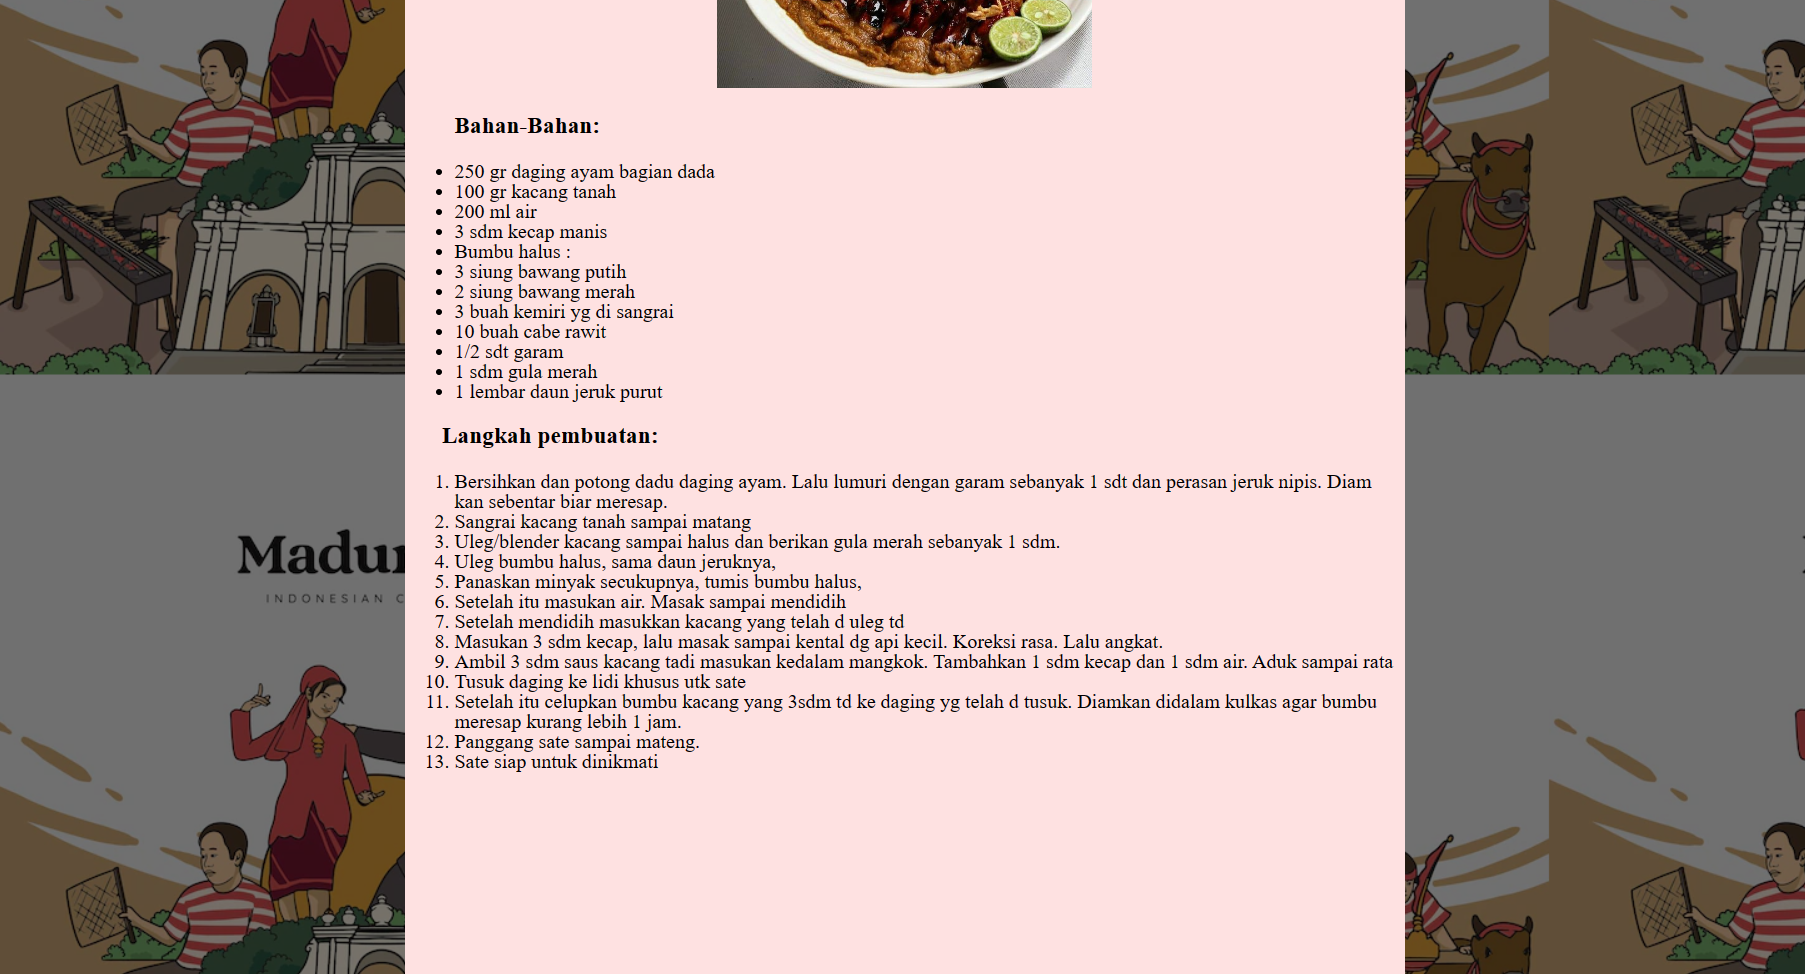 Bahan-Bahan:
250 gr daging ayam bagian dada
100 gr kacang tanah
200 ml air
3 sdm kecap manis
Bumbu halus :
3 siung bawang putih
2 siung bawang merah
3 buah kemiri yg di sangrai
10 buah cabe rawit
1/2 sdt garam
1 sdm gula merah
1 lembar daun jeruk purut
Langkah pembuatan:
1. Bersihkan dan potong dadu daging ayam. Lalu lumuri dengan garam sebanyak 1 sdt dan perasan jeruk nipis. Diam
kan sebentar biar meresap.
2. Sangrai kacang tanah sampai matang
3. Uleg/blender kacang sampai halus dan berikan gula merah sebanyak 1 sdm.
4. Uleg bumbu halus, sama daun jeruknya,
5. Panaskan minyak secukupnya, tumis bumbu halus,
6. Setelah itu masukan air. Masak sampai mendidih
7. Setelah mendidih masukkan kacang yang telah d uleg td
8. Masukan 3 sdm kecap, lalu masak sampai kental dg api kecil. Koreksi rasa. Lalu angkat.
9. Ambil 3 sdm saus kacang tadi masukan kedalam mangkok. Tambahkan 1 sdm kecap dan 1 sdm air. Aduk sampai rata
10. Tusuk daging ke lidi khusus utk sate
11. Setelah itu celupkan bumbu kacang yang 3sdm td ke daging yg telah d tusuk. Diamkan didalam kulkas agar bumbu
meresap kurang lebih 1 jam.
12. Panggang sate sampai mateng.
13. Sate siap untuk dinikmati
Madur
INDONESIAN C